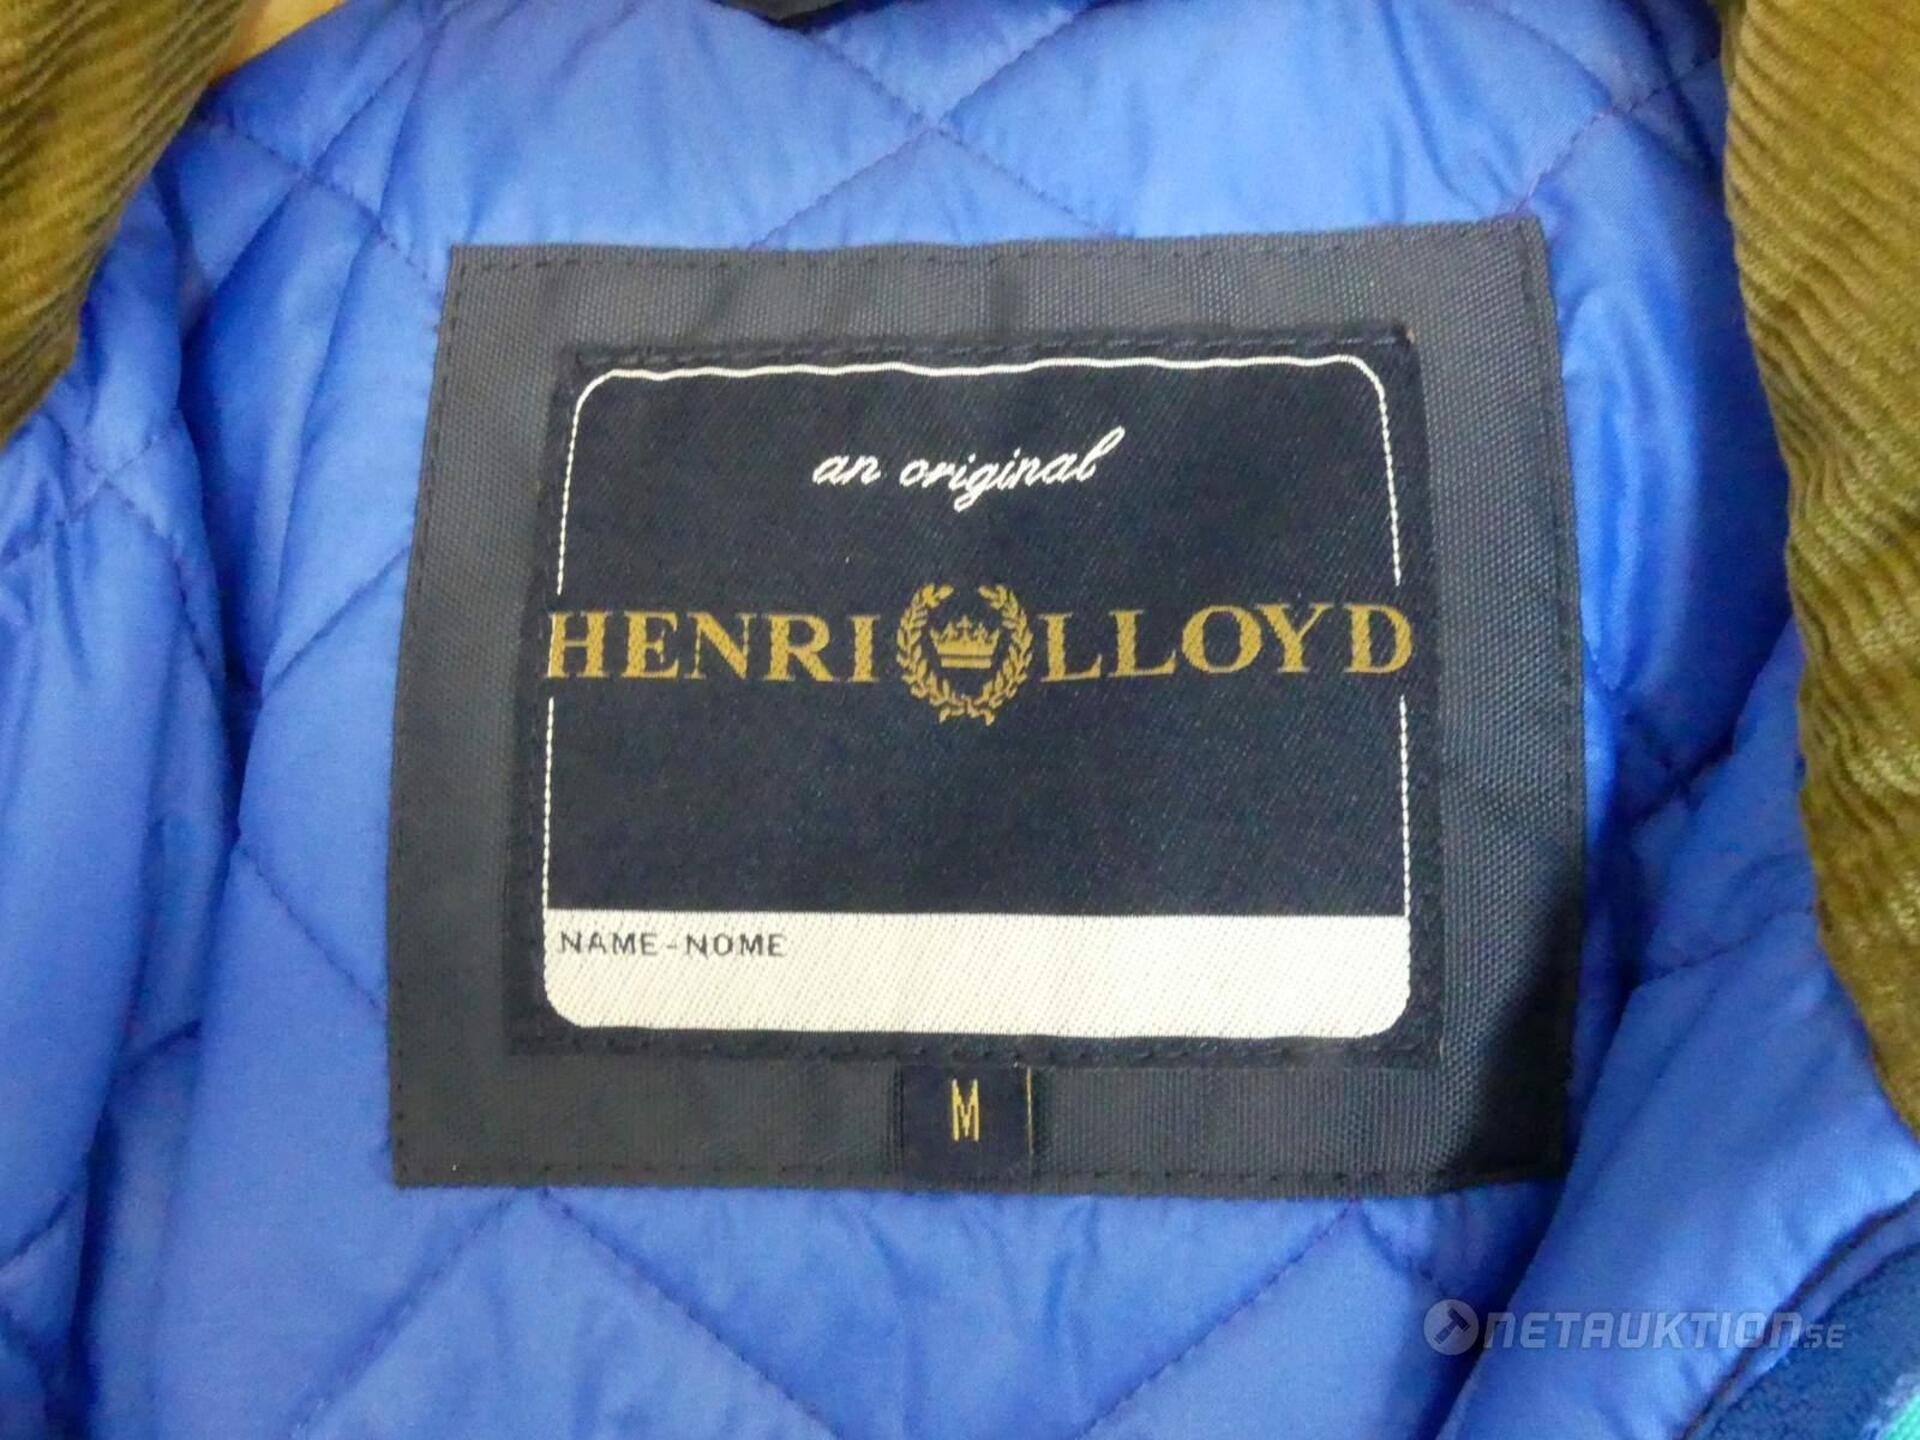 an original
HENRI LLOYD
NAME-NOME
M
NETAUKTION.SE